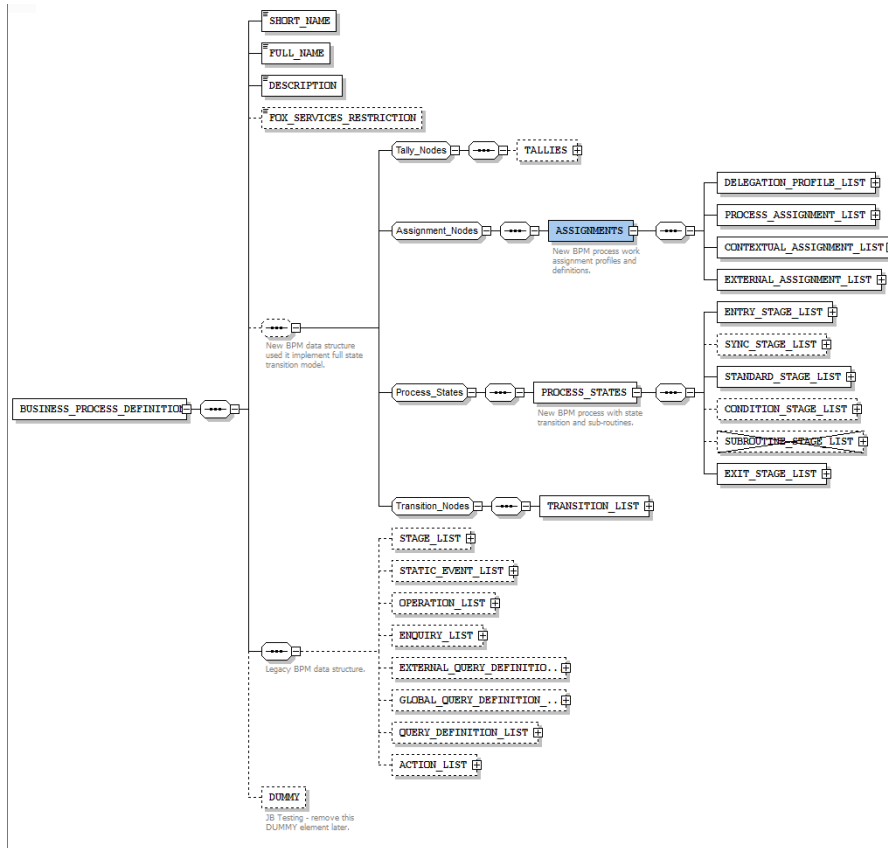 SHORT_NAME
FULL_NAME
DESCRIPTION
FOX_SERVICES_RESTRICTION
Tally_Nodes
TALLIES
DELEGATION_PROFILE_LIST
PROCESS_ASSIGNMENT_LIST
Assignment_Nodes
ASSIGNMENTS
New BPM process work
assignment profiles and
definitions.
CONTEXTUAL_ASSIGNMENT_LIST
EXTERNAL_ASSIGNMENT_LIST
ENTRY_STAGE_LIST
SYNC_STAGE_LIST
New BPM data structure
used it implement full state
transition model.
STANDARD_STAGE_LIST
Process_States
PROCESS_STATES
New BPM process with state
transition and sub-routines.
CONDITION_STAGE_LIST
BUSINESS_PROCESS_DEFINITION
SUBROUTINE_STAGE_LIST
EXIT_STAGE_LIST
Transition_Nodes
TRANSITION_LIST
STAGE_LIST
STATIC_EVENT_LIST
OPERATION_LIST
ENQUIRY_LIST
Legacy BPM data structure.
EXTERNAL_QUERY_DEFINITIO..
GLOBAL_QUERY_DEFINITION_..
QUERY_DEFINITION_LIST
ACTION_LIST
DUMMY
JB Testing - remove this
DUMMY element later.